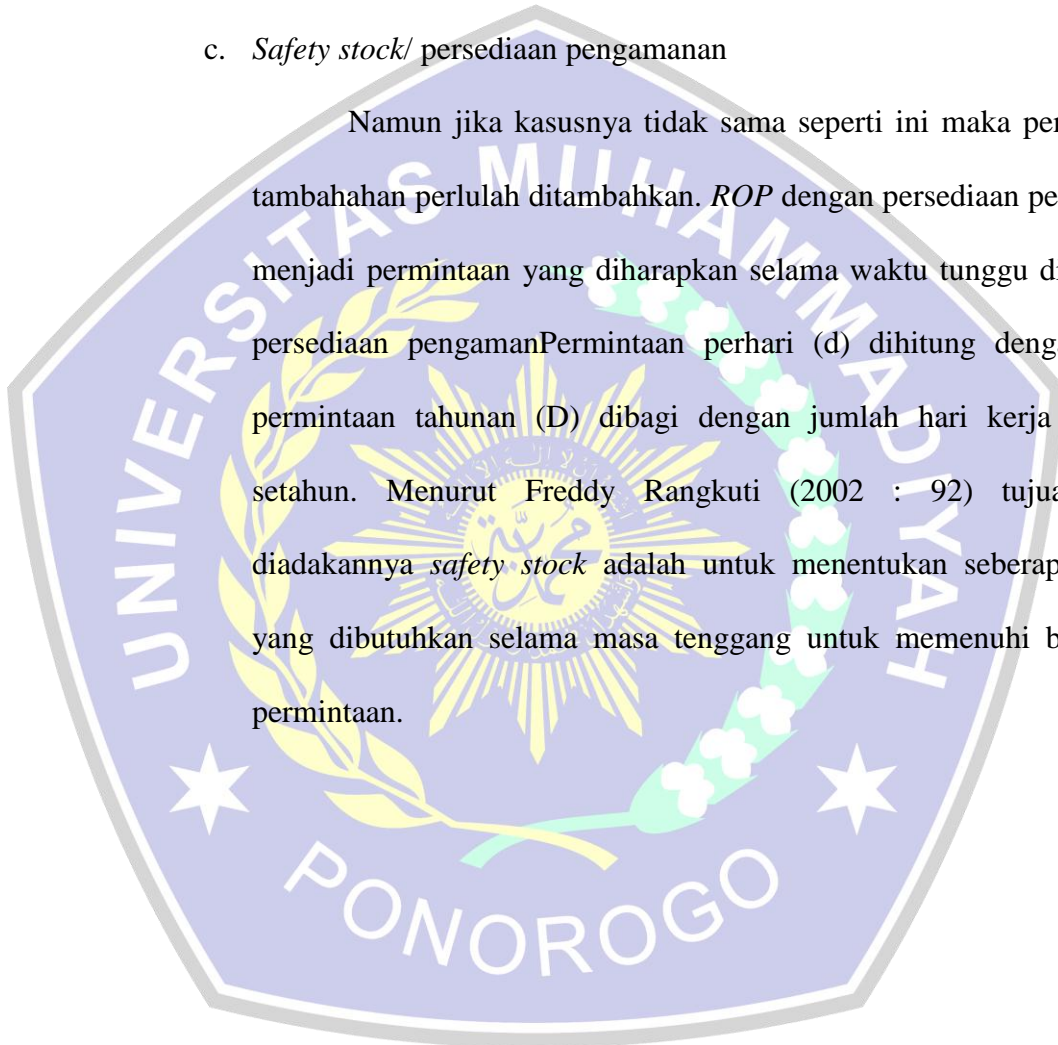 c. Safety stock/ persediaan pengamanan
Namun jika kasusnya tidak sama seperti ini maka per
tambahahan perlulah ditambahkan. ROP dengan persediaan pe
menjadi permintaan yang diharapkan selama waktu tunggu di
persediaan pengamanPermintaan perhari (d) dihitung denga
permintaan tahunan (D) dibagi dengan jumlah hari kerja
setahun. Menurut Freddy Rangkuti (2002 : 92) tujua
diadakannya safety stock adalah untuk menentukan seberap
yang dibutuhkan selama masa tenggang untuk memenuhi b
permintaan.
UNIVERSITAS MUHAMMADIYAH
PONOROGO
محمد